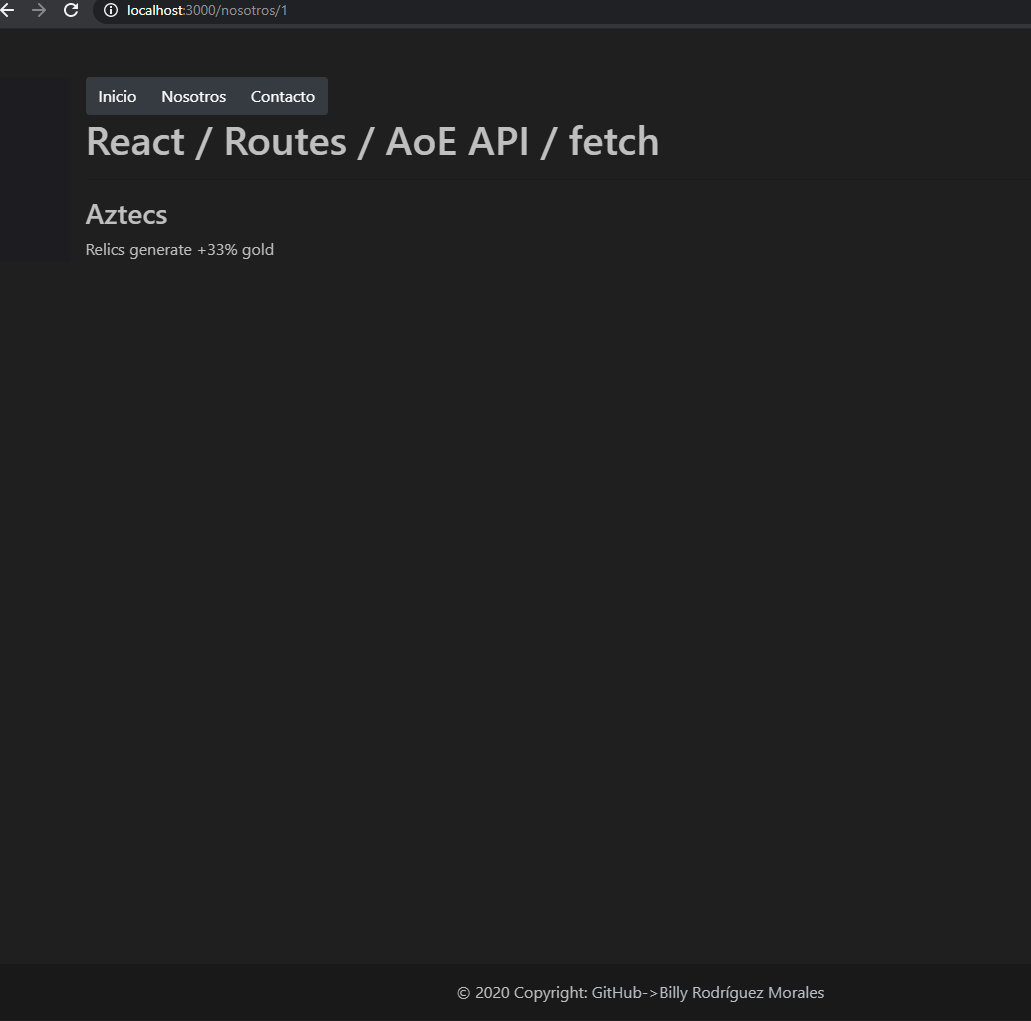 localhost:3000/nosotros/1
Inicio Nosotros Contacto
React / Routes / AoE API / fetch
Aztecs
Relics generate +33% gold
© 2020 Copyright: GitHub->Billy Rodríguez Morales